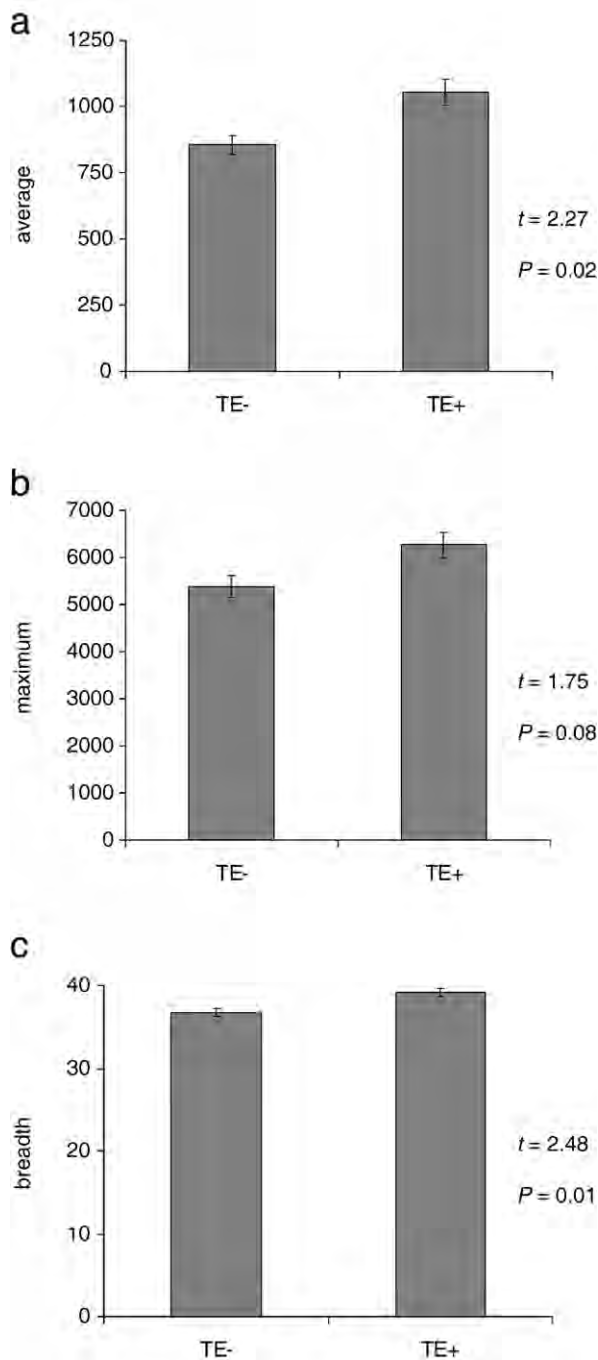 a
1250
1000
750
500
250
0
average
t = 2.27
P = 0.02
TE-
TE+
b
7000
6000
5000
4000
3000
2000
1000
0
maximum
t = 1.75
P = 0.08
TE-
TE+
c
40
30
20
10
0
breadth
t = 2.48
P = 0.01
TE-
TE+